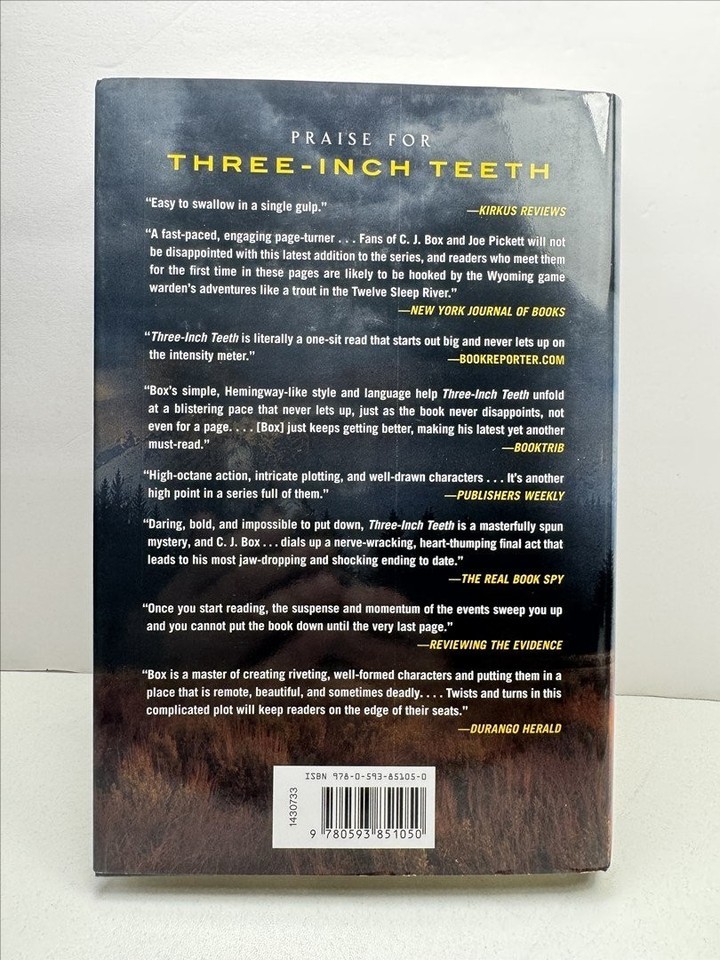 PRAISE FOR
THREE-INCH TEETH
“Easy to swallow in a single gulp.”
—KIRKUS REVIEWS
“A fast-paced, engaging page-turner . . . Fans of C. J. Box and Joe Pickett will not
be disappointed with this latest addition to the series, and readers who meet them
for the first time in these pages are likely to be hooked by the Wyoming game
warden’s adventures like a trout in the Twelve Sleep River.”
—NEW YORK JOURNAL OF BOOKS
“Three-Inch Teeth is literally a one-sit read that starts out big and never lets up on
the intensity meter.” —BOOKREPORTER.COM
“Box’s simple, Hemingway-like style and language help Three-Inch Teeth unfold
at a blistering pace that never lets up, just as the book never disappoints, not
even for a page. . . . [Box] just keeps getting better, making his latest yet another
must-read.” —BOOKTRIB
“High-octane action, intricate plotting, and well-drawn characters . . . It’s another
high point in a series full of them.” —PUBLISHERS WEEKLY
“Daring, bold, and impossible to put down, Three-Inch Teeth is a masterfully spun
mystery, and C. J. Box . . . dials up a nerve-wracking, heart-thumping final act that
leads to his most jaw-dropping and shocking ending to date.”
—THE REAL BOOK SPY
“Once you start reading, the suspense and momentum of the events sweep you up
and you cannot put the book down until the very last page.”
—REVIEWING THE EVIDENCE
“Box is a master of creating riveting, well-formed characters and putting them in a
place that is remote, beautiful, and sometimes deadly. . . . Twists and turns in this
complicated plot will keep readers on the edge of their seats.”
—DURANGO HERALD
ISBN 978-0-593-85105-0
1430733
9 780593 851050